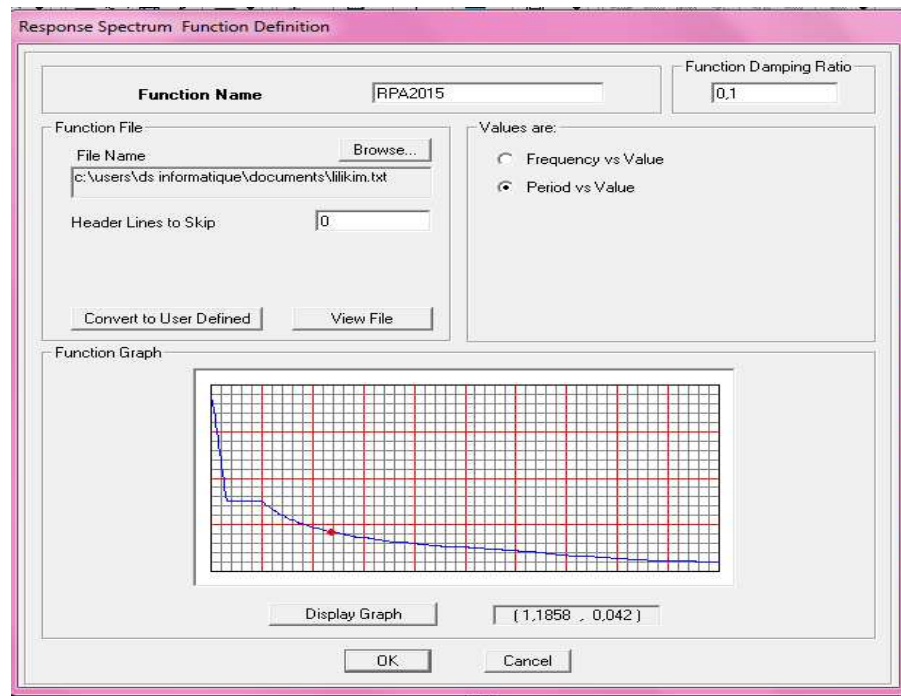 Response Spectrum Function Definition
Function Name
RPA2015
Function Damping Ratio
0,1
Function File
File Name
Browse...
c:\users\ds informatique\documents\lilikim.txt
Header Lines to Skip
0
Convert to User Defined
View File
Values are:
Frequency vs Value
Period vs Value
Function Graph
Display Graph
( 1,1858 , 0,042 )
OK
Cancel